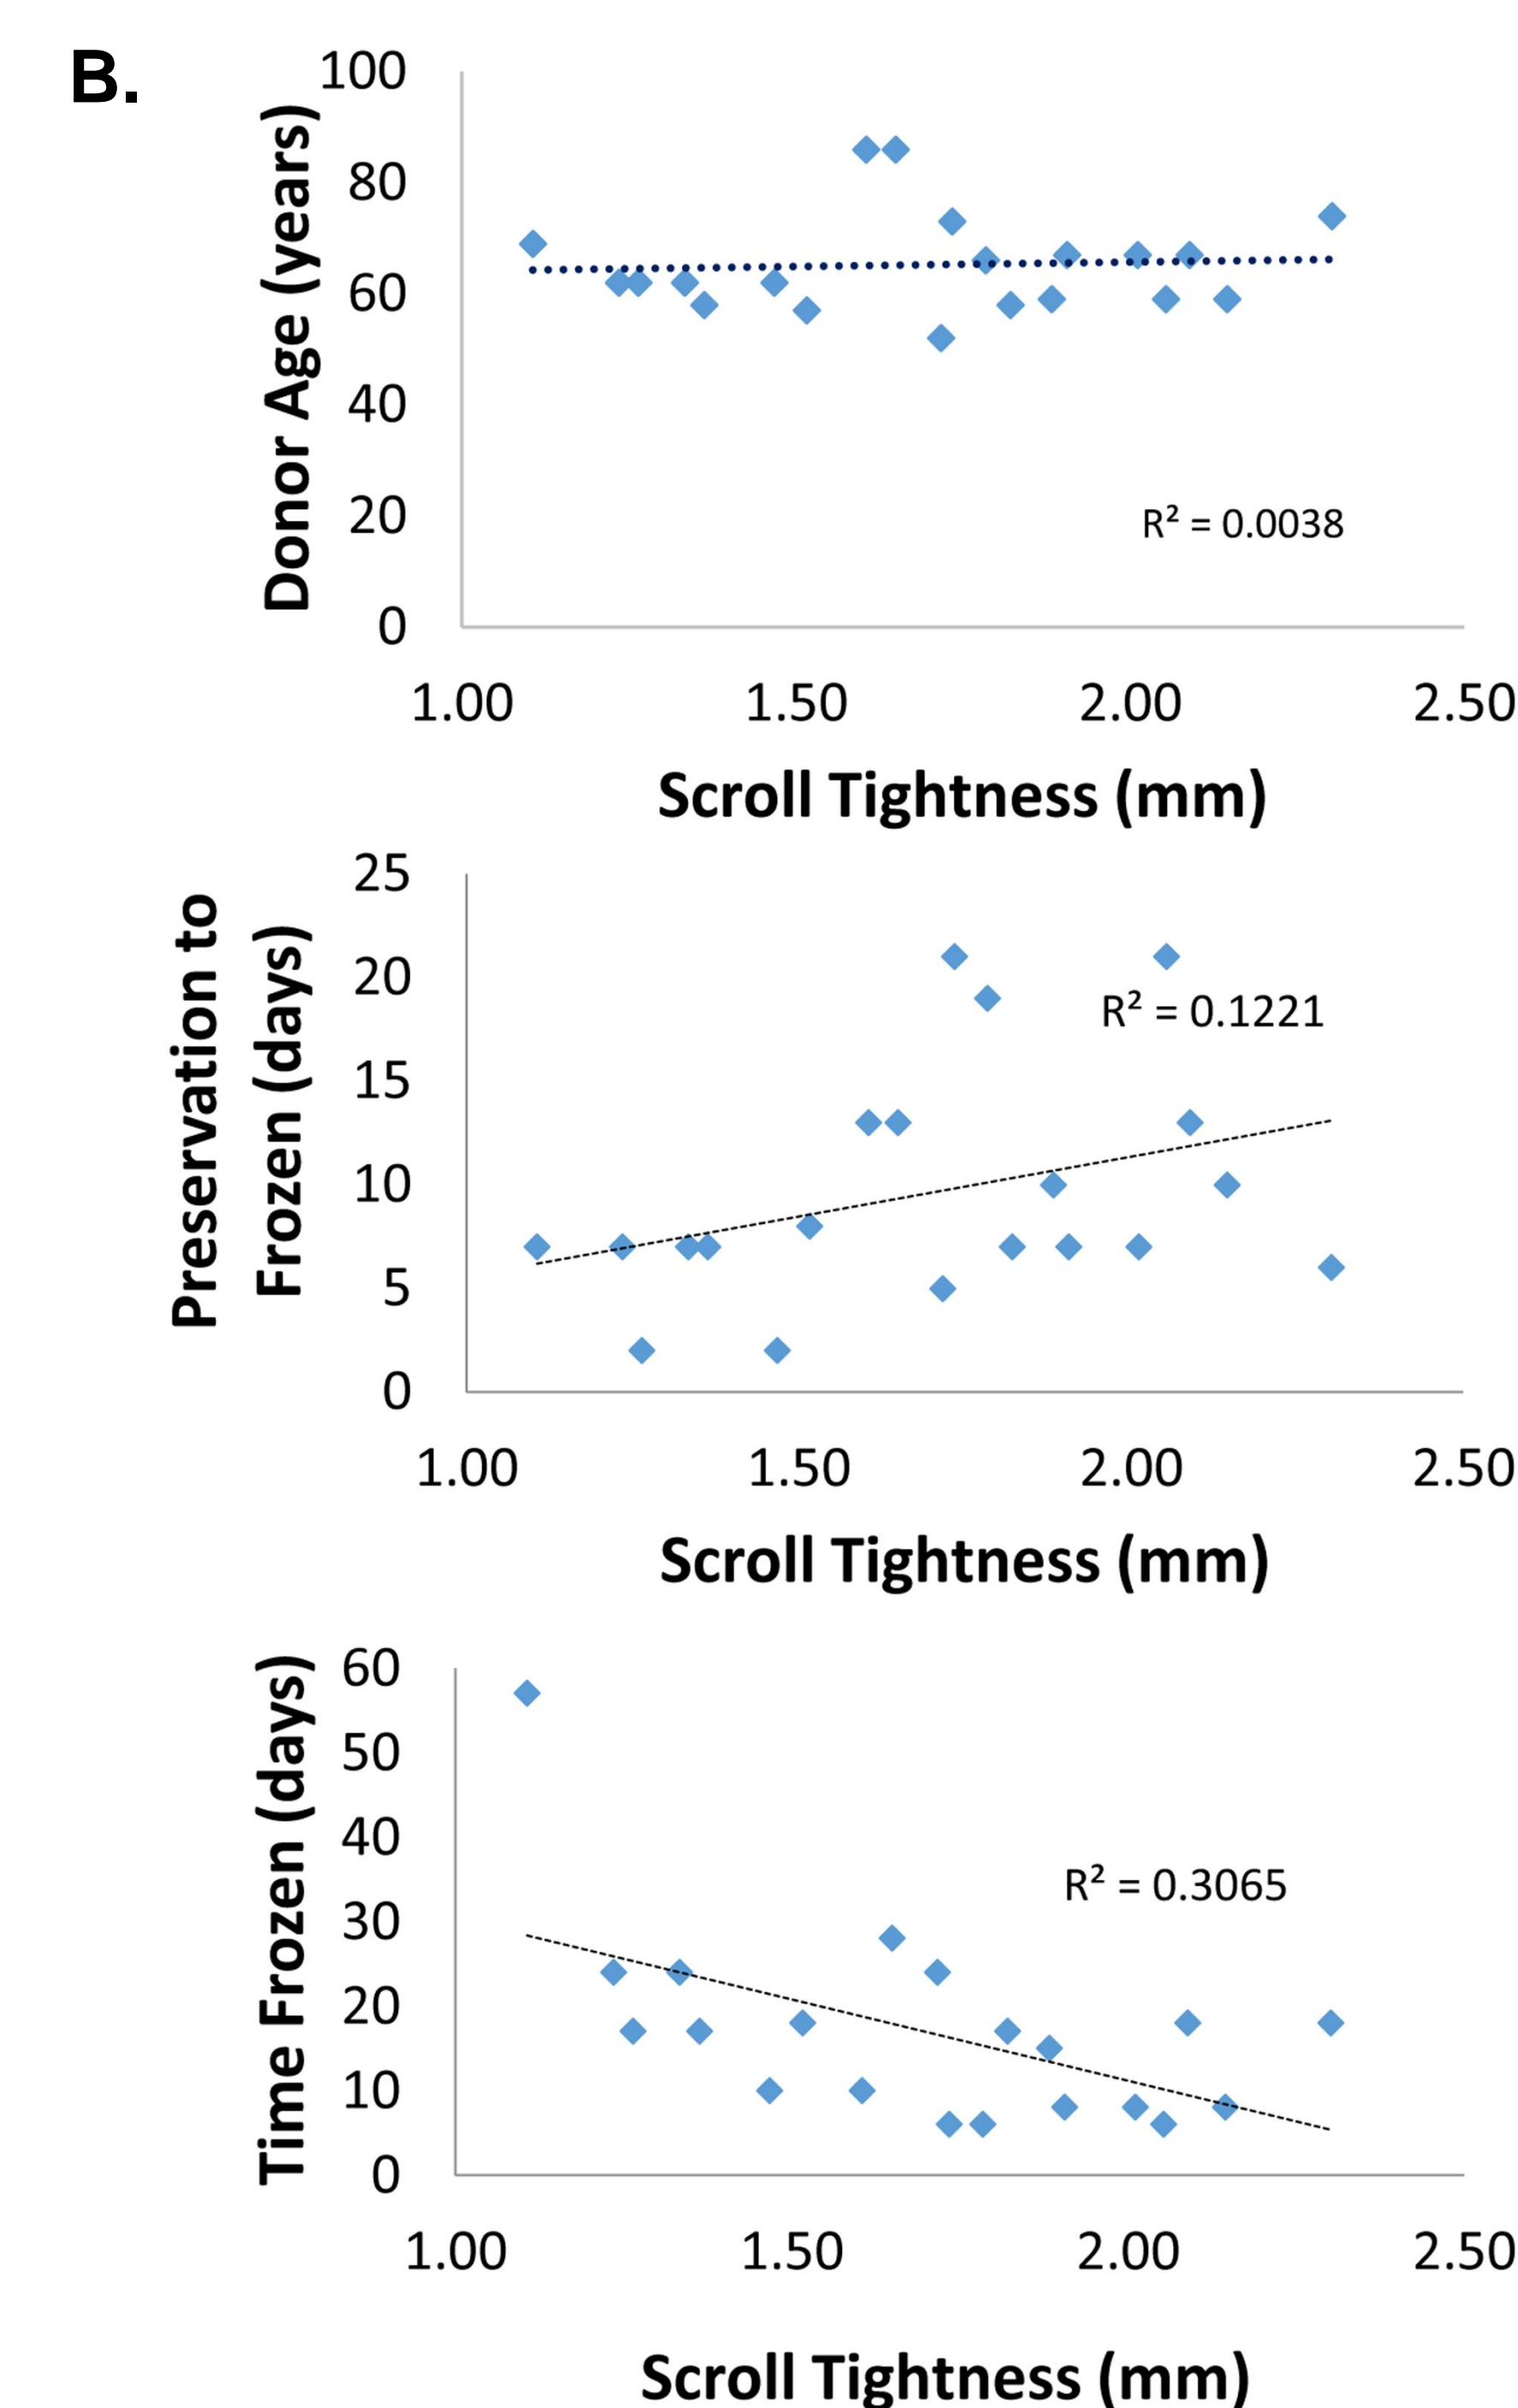 B.
Donor Age (years)
100
80
60
40
20
0
R² = 0.0038
1.00 1.50 2.00 2.50
Scroll Tightness (mm)
Preservation to
Frozen (days)
25
20
15
10
5
0
R² = 0.1221
1.00 1.50 2.00 2.50
Scroll Tightness (mm)
Time Frozen (days)
60
50
40
30
20
10
0
R² = 0.3065
1.00 1.50 2.00 2.50
Scroll Tightness (mm)